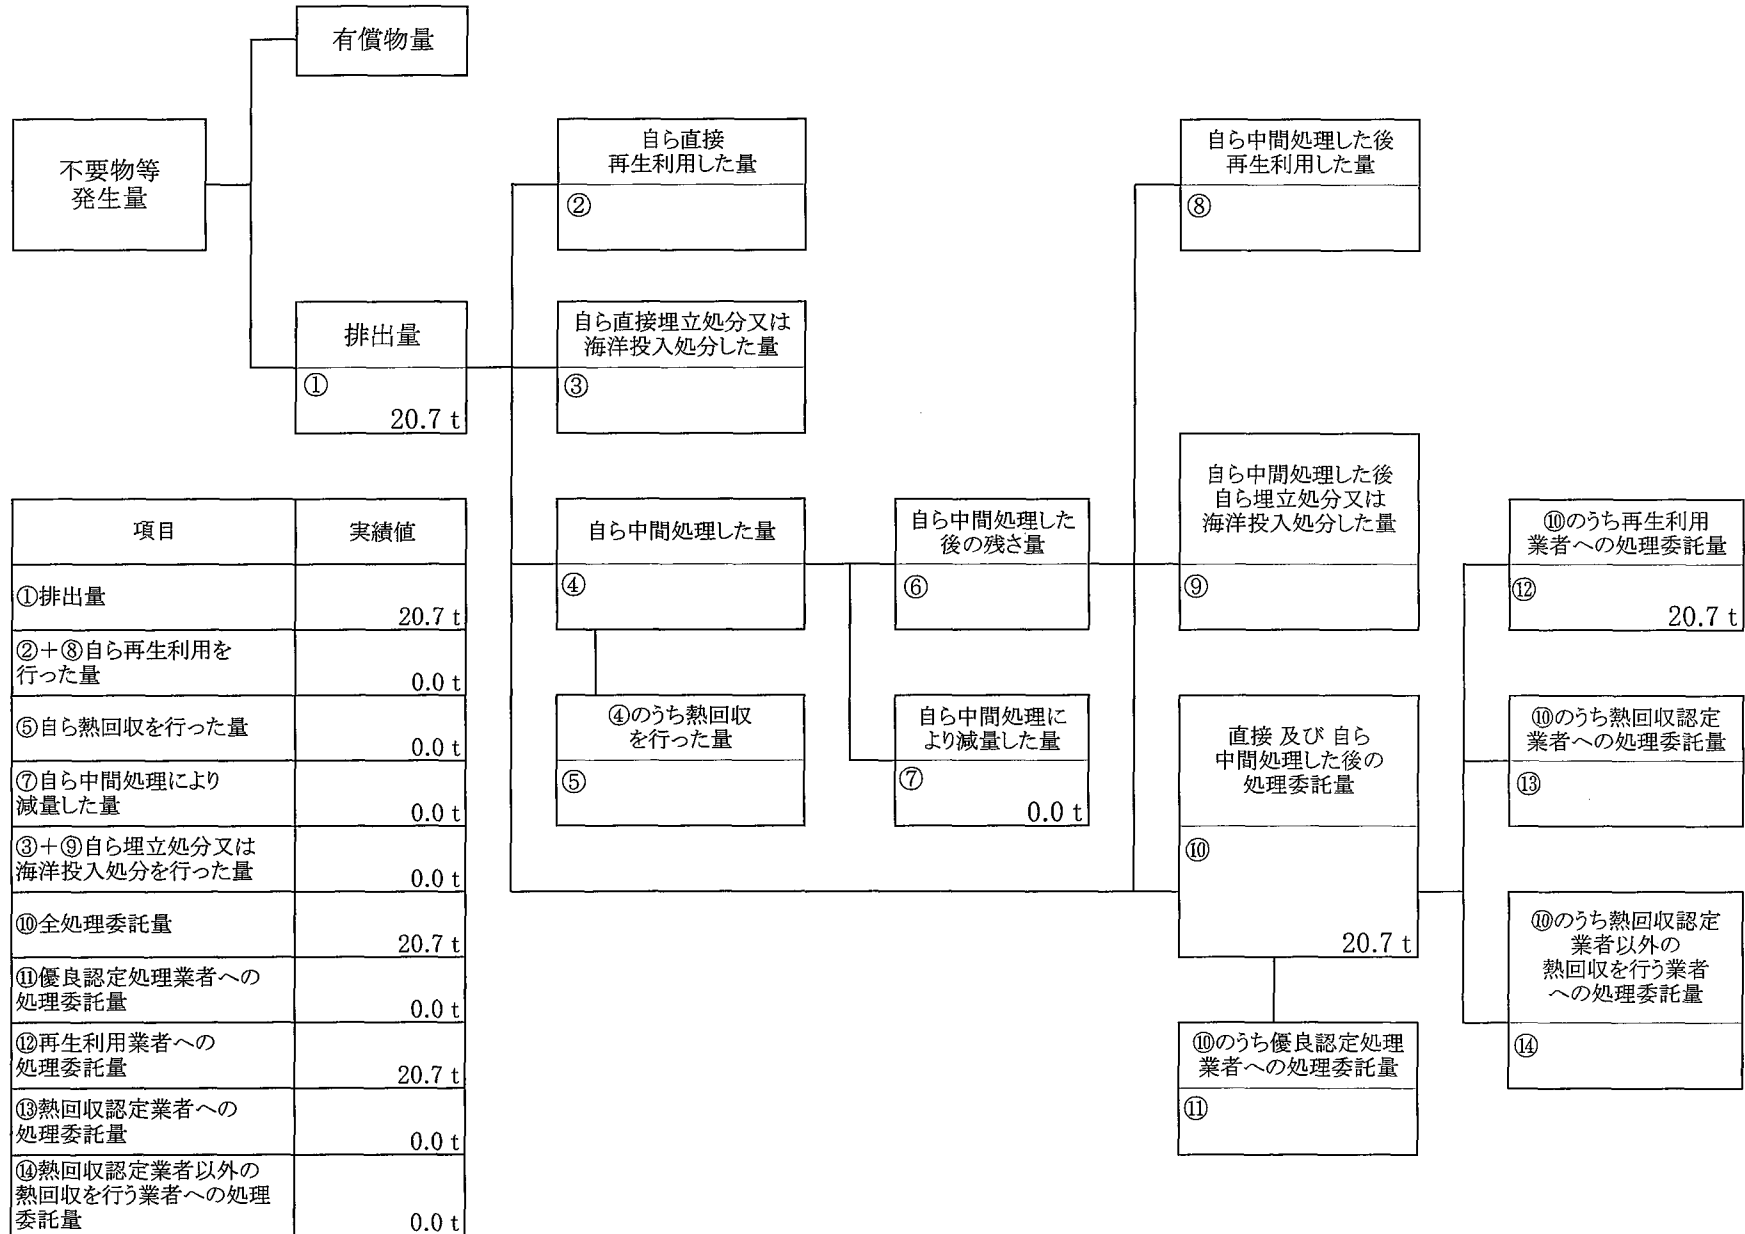 有償物量
不要物等
発生量
自ら直接
再生利用した量
②
自ら中間処理した後
再生利用した量
⑧
排出量
①
20.7 t
自ら直接埋立処分又は
海洋投入処分した量
③
自ら中間処理した量
④
自ら中間処理した
後の残さ量
⑥
自ら中間処理した後
自ら埋立処分又は
海洋投入処分した量
⑨
⑩のうち再生利用
業者への処理委託量
⑫
20.7 t
④のうち熱回収
を行った量
⑤
自ら中間処理に
より減量した量
⑦
0.0 t
直接 及び 自ら
中間処理した後の
処理委託量
⑩
20.7 t
⑩のうち熱回収認定
業者への処理委託量
⑬
⑩のうち熱回収認定
業者以外の
熱回収を行う業者
への処理委託量
⑭
⑩のうち優良認定処理
業者への処理委託量
⑪
項目
実績値
①排出量
20.7 t
②+⑧自ら再生利用を
行った量
0.0 t
⑤自ら熱回収を行った量
0.0 t
⑦自ら中間処理により
減量した量
0.0 t
③+⑨自ら埋立処分又は
海洋投入処分を行った量
0.0 t
⑩全処理委託量
20.7 t
⑪優良認定処理業者への
処理委託量
0.0 t
⑫再生利用業者への
処理委託量
20.7 t
⑬熱回収認定業者への
処理委託量
0.0 t
⑭熱回収認定業者以外の
熱回収を行う業者への処理
委託量
0.0 t